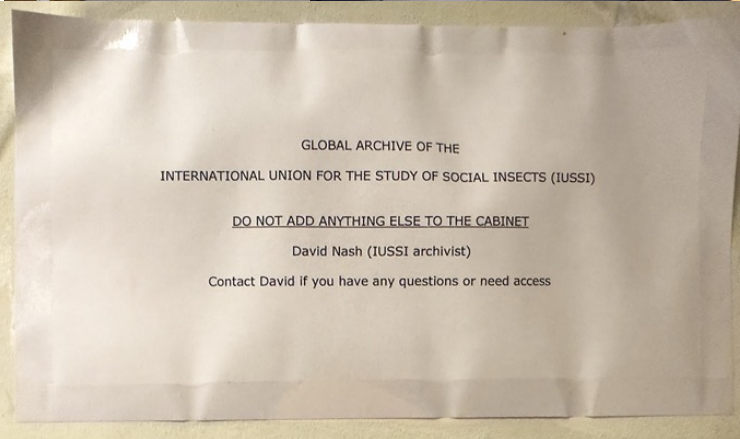 GLOBAL ARCHIVE OF THE
INTERNATIONAL UNION FOR THE STUDY OF SOCIAL INSECTS (IUSSI)
DO NOT ADD ANYTHING ELSE TO THE CABINET
David Nash (IUSSI archivist)
Contact David if you have any questions or need access